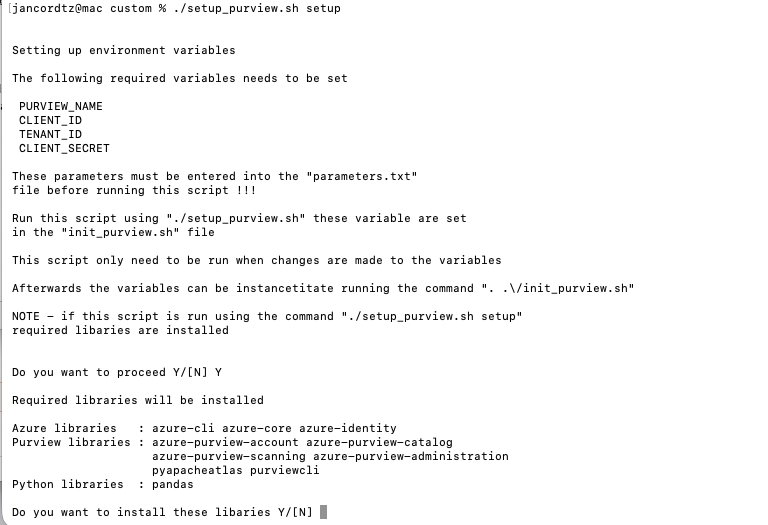 [jancordtz@mac custom % ./setup_purview.sh setup
Setting up environment variables
The following required variables needs to be set
PURVIEW_NAME
CLIENT_ID
TENANT_ID
CLIENT_SECRET
These parameters must be entered into the "parameters.txt"
file before running this script !!!
Run this script using "./setup_purview.sh" these variable are set
in the "init_purview.sh" file
This script only need to be run when changes are made to the variables
Afterwards the variables can be instancetitate running the command ". .\/init_purview.sh"
NOTE – if this script is run using the command "./setup_purview.sh setup"
required libaries are installed
Do you want to proceed Y/[N] Y
Required libraries will be installed
Azure libraries   : azure-cli azure-core azure-identity
Purview libraries : azure-purview-account azure-purview-catalog
azure-purview-scanning azure-purview-administration
pyapacheatlas purviewcli
Python libraries  : pandas
Do you want to install these libaries Y/[N]